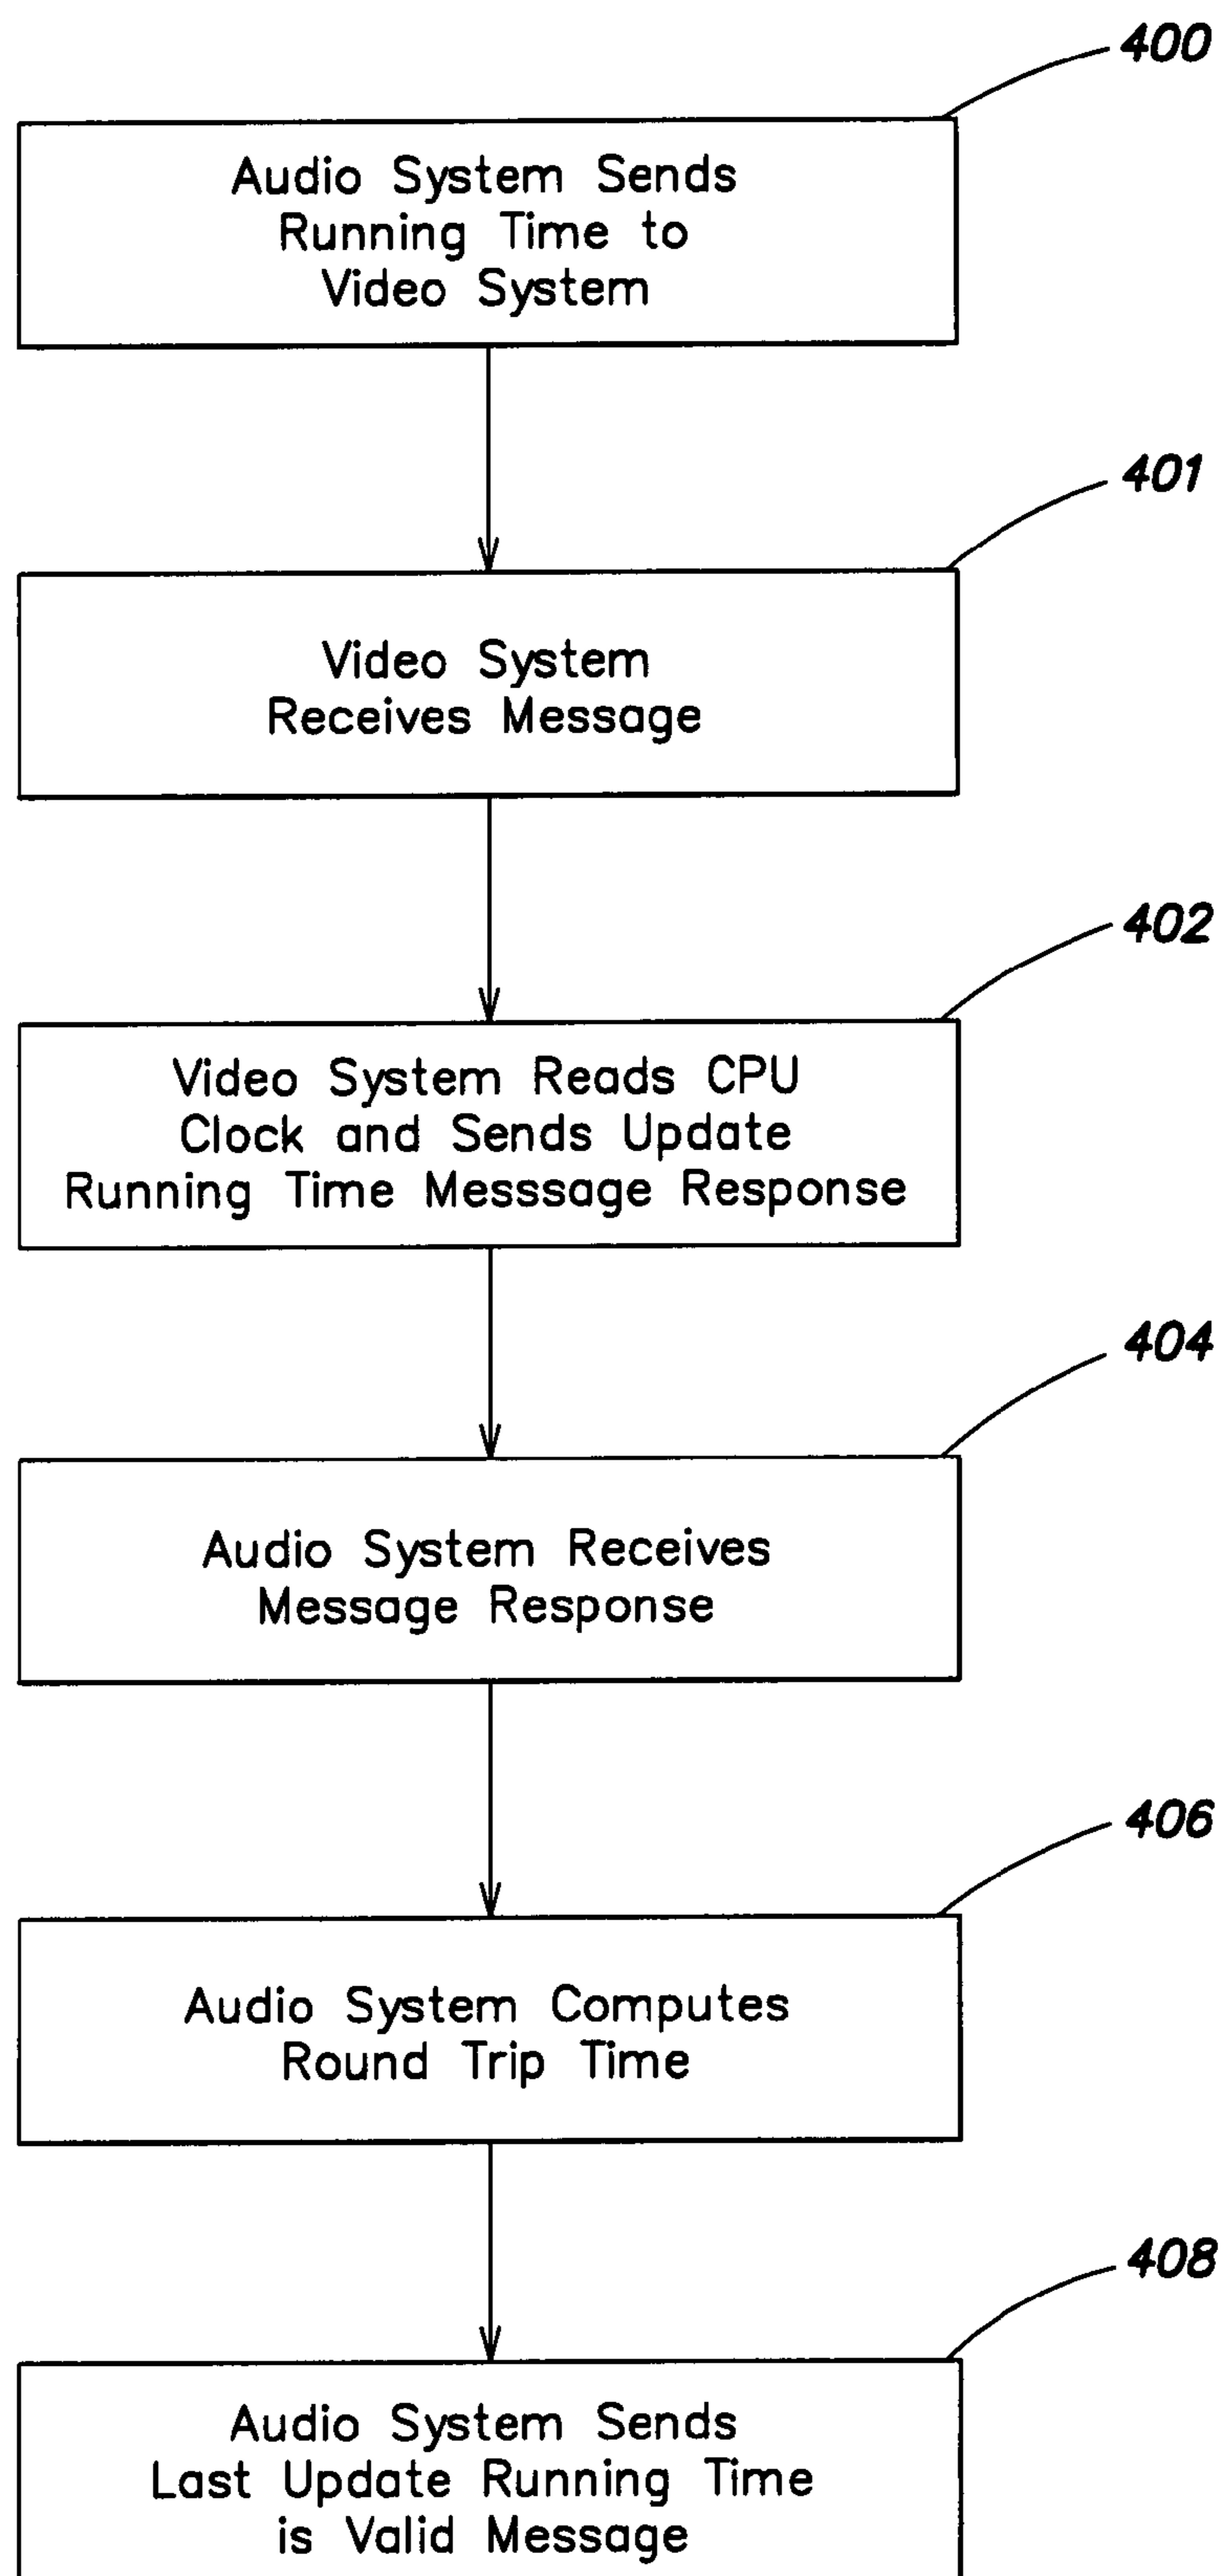 400
Audio System Sends
Running Time to
Video System
401
Video System
Receives Message
402
Video System Reads CPU
Clock and Sends Update
Running Time Messsage Response
404
Audio System Receives
Message Response
406
Audio System Computes
Round Trip Time
408
Audio System Sends
Last Update Running Time
is Valid Message